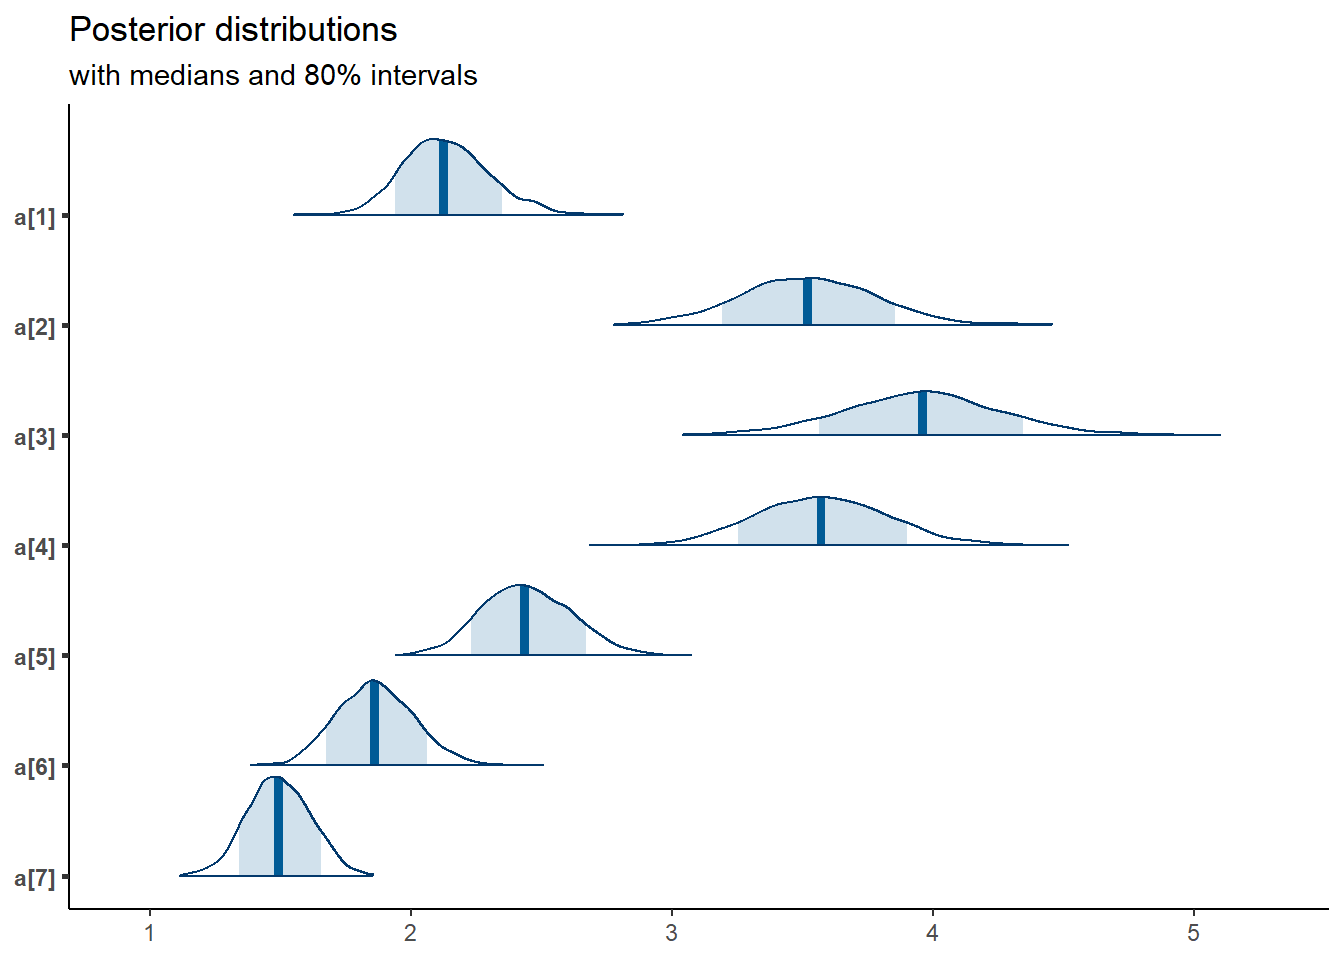 Posterior distributions
with medians and 80% intervals
a[1]
a[2]
a[3]
a[4]
a[5]
a[6]
a[7]
1 2 3 4 5